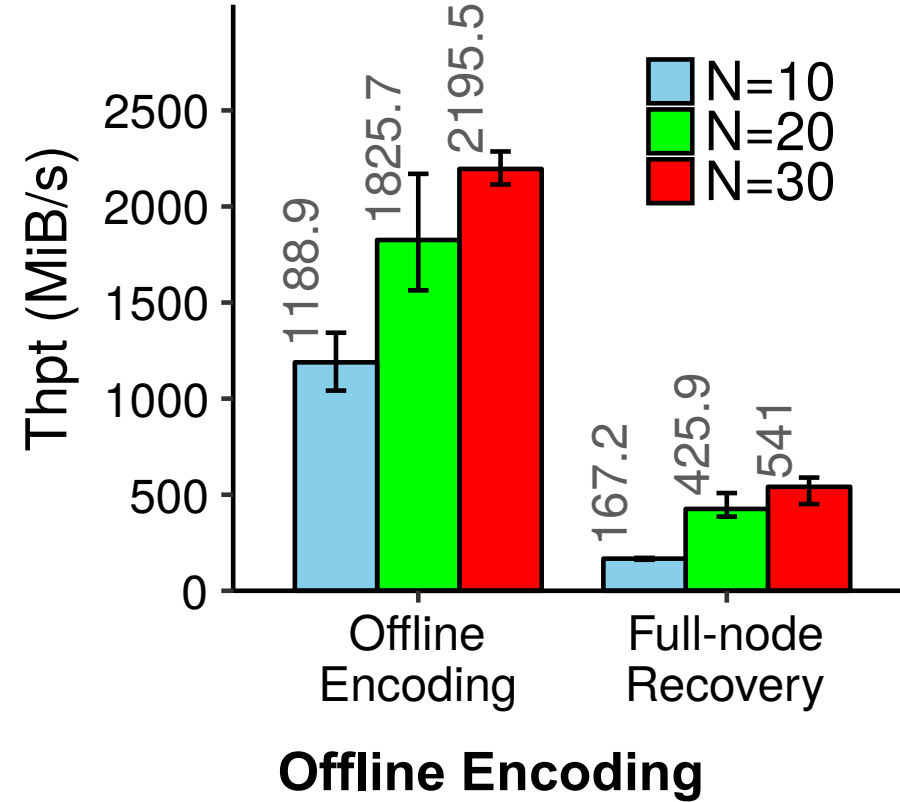 Thpt (MiB/s)
2500
2000
1500
1000
500
0
1188.9
1825.7
2195.5
167.2
425.9
541
N=10
N=20
N=30
Offline
Encoding
Full-node
Recovery
Offline Encoding